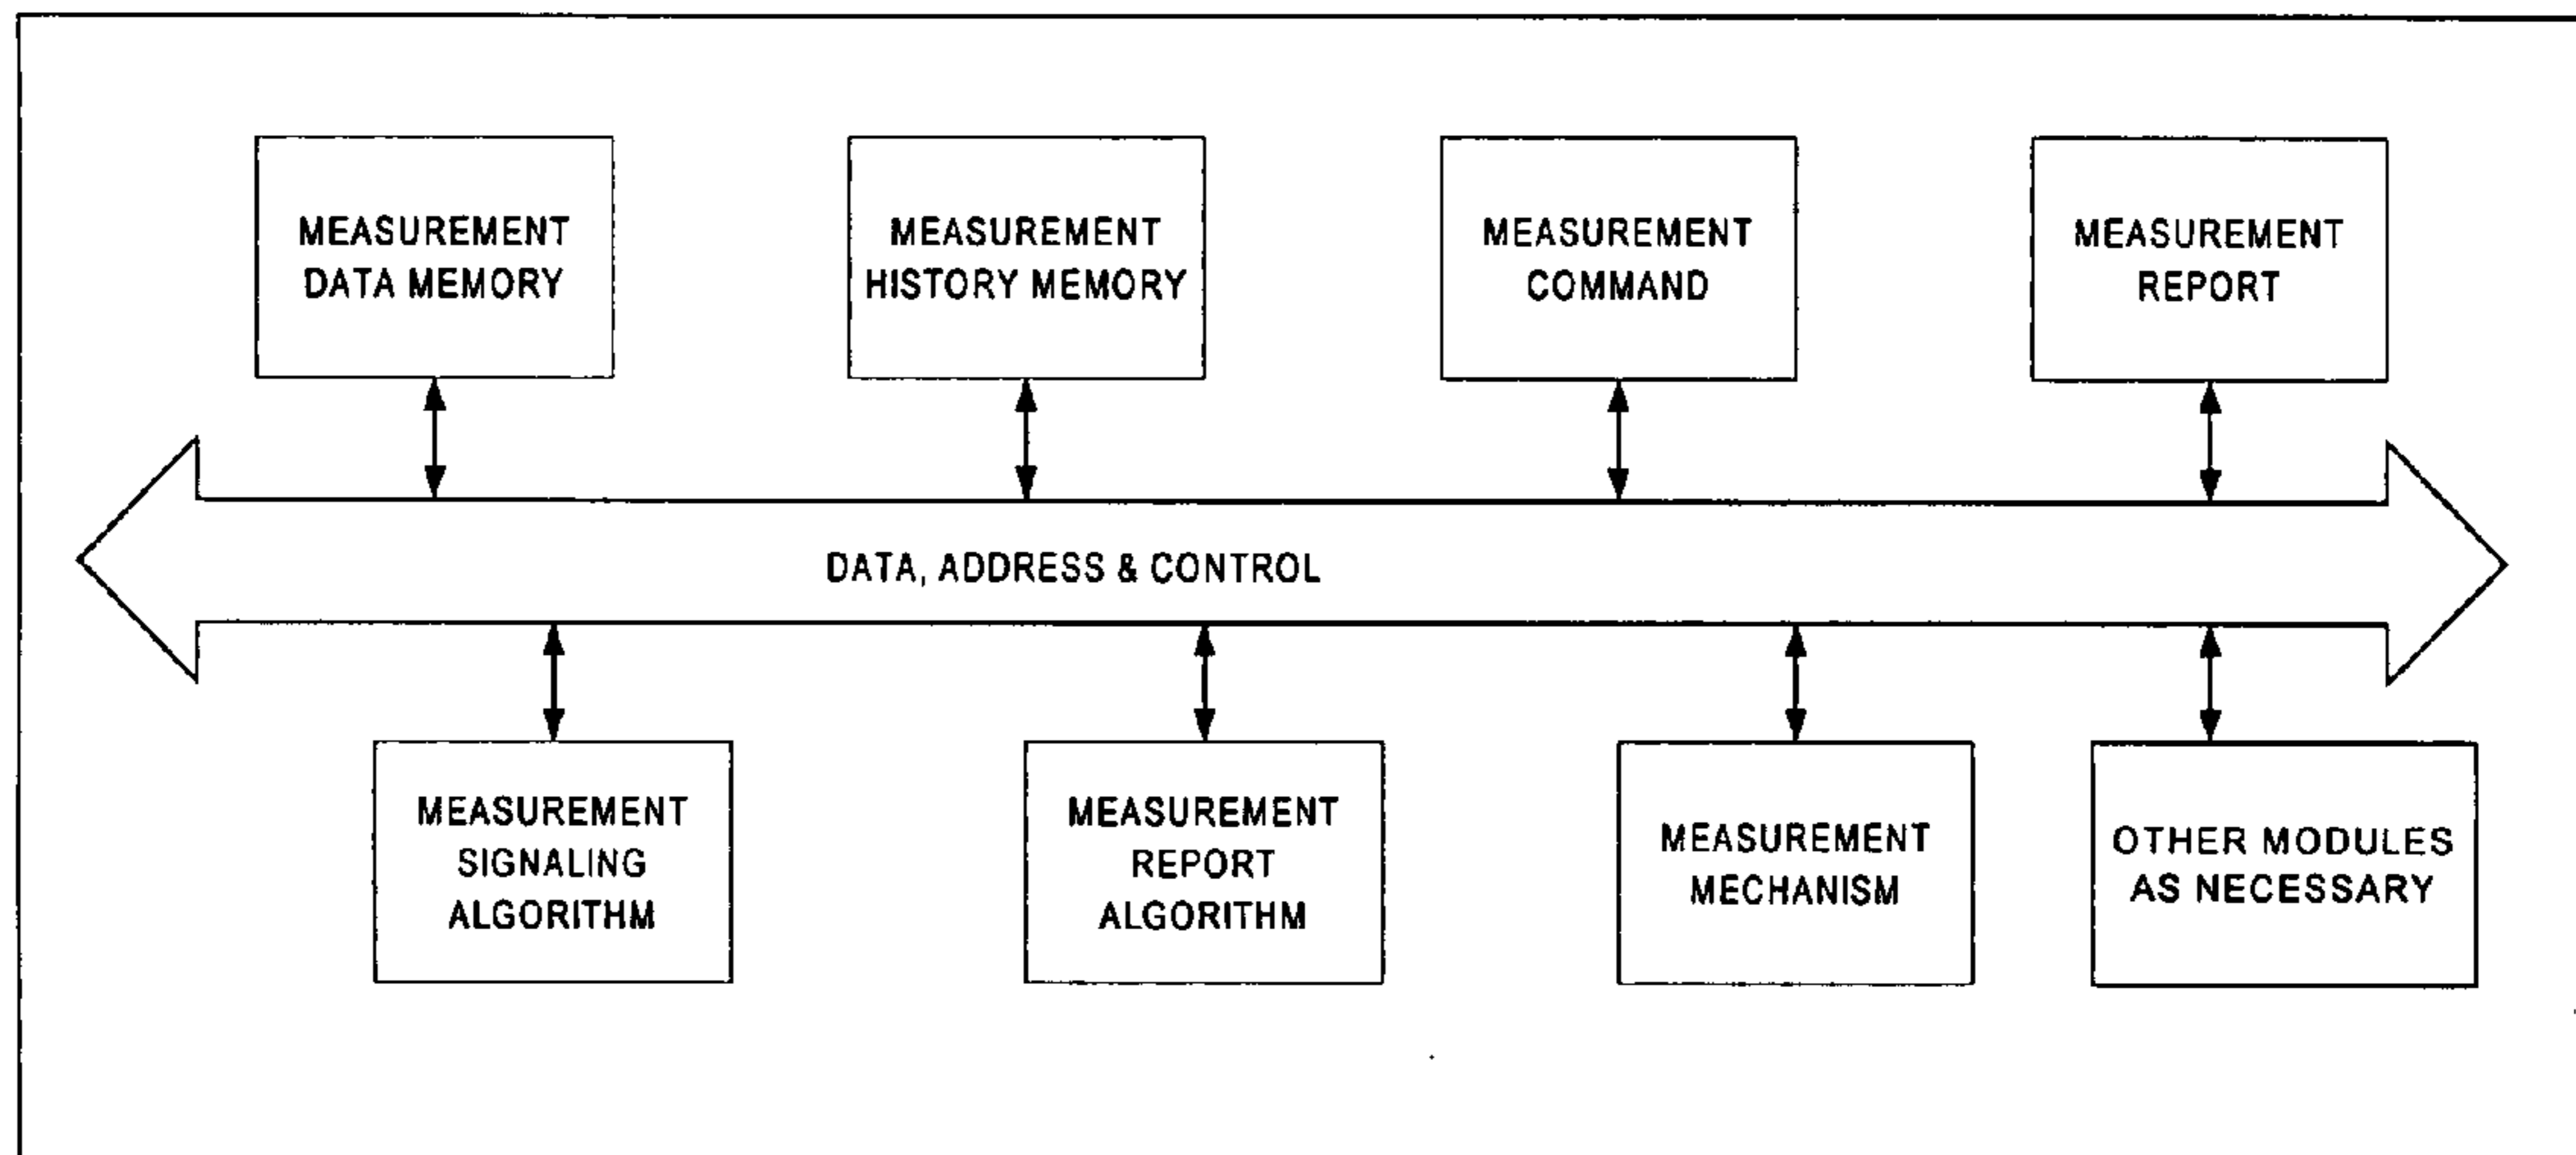 MEASUREMENT
DATA MEMORY
MEASUREMENT
HISTORY MEMORY
MEASUREMENT
COMMAND
MEASUREMENT
REPORT
DATA, ADDRESS & CONTROL
MEASUREMENT
SIGNALING
ALGORITHM
MEASUREMENT
REPORT
ALGORITHM
MEASUREMENT
MECHANISM
OTHER MODULES
AS NECESSARY